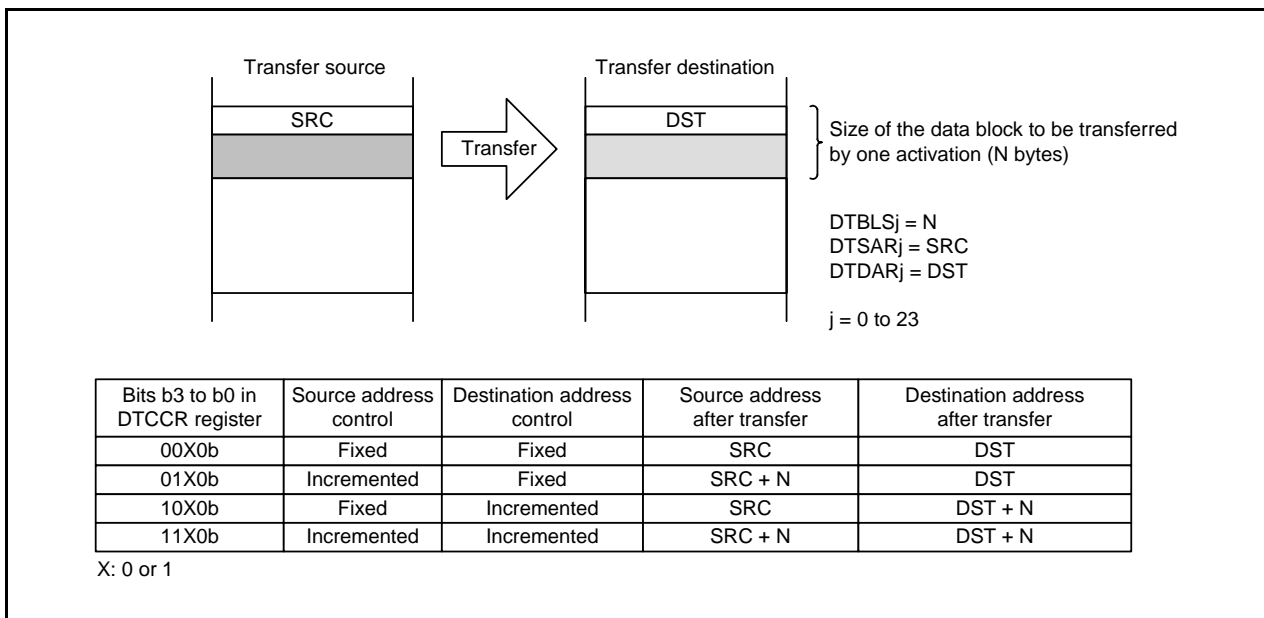 Transfer source
Transfer destination
SRC
DST
Transfer
Size of the data block to be transferred
by one activation (N bytes)
DTBLSj = N
DTSARj = SRC
DTDARj = DST
j = 0 to 23
Bits b3 to b0 in DTCCR register | Source address control | Destination address control | Source address after transfer | Destination address after transfer
00X0b | Fixed | Fixed | SRC | DST
01X0b | Incremented | Fixed | SRC + N | DST
10X0b | Fixed | Incremented | SRC | DST + N
11X0b | Incremented | Incremented | SRC + N | DST + N
X: 0 or 1